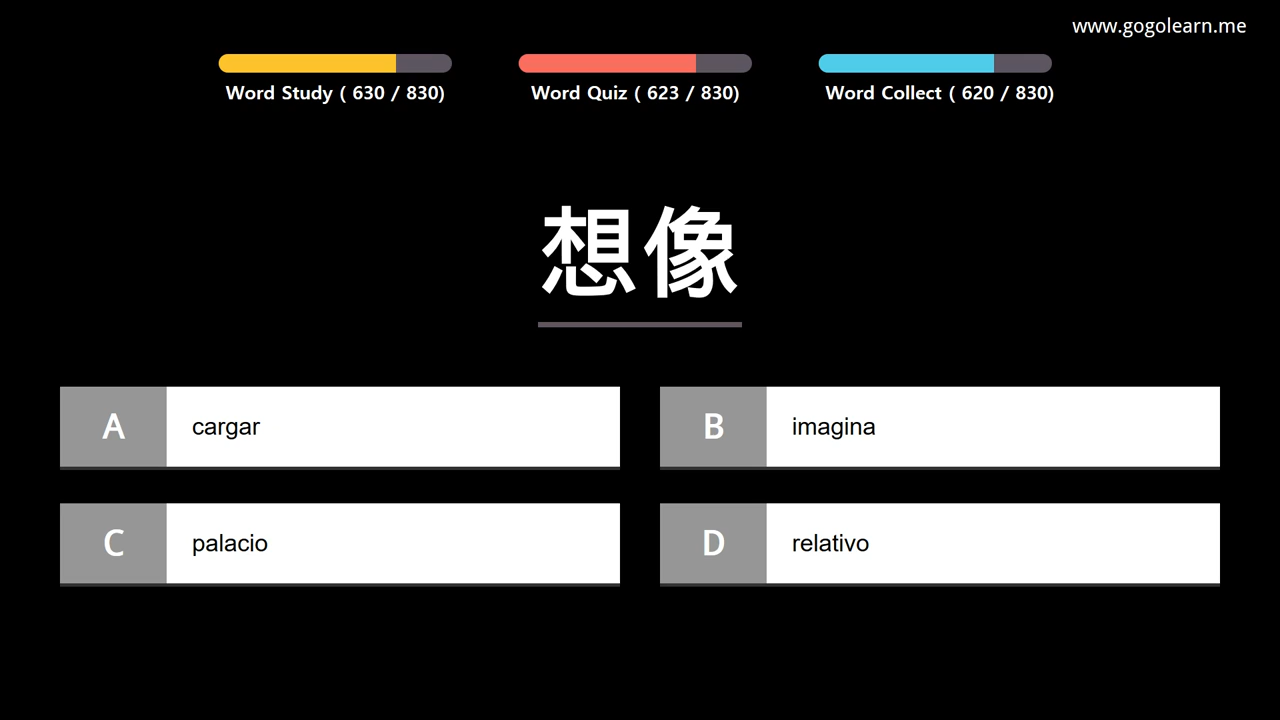 www.gogolearn.me
Word Study ( 630 / 830)
Word Quiz ( 623 / 830)
Word Collect ( 620 / 830)
想像
A cargar
B imagina
C palacio
D relativo